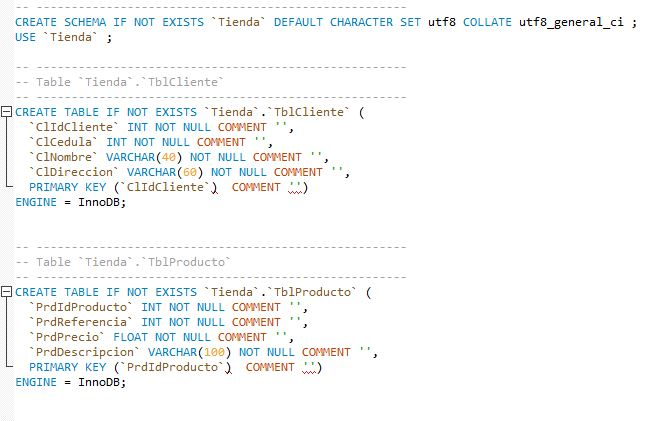 -- -----------------------------------------------------
CREATE SCHEMA IF NOT EXISTS `Tienda` DEFAULT CHARACTER SET utf8 COLLATE utf8_general_ci ;
USE `Tienda` ;
-- -----------------------------------------------------
-- Table `Tienda`.`TblCliente`
-- -----------------------------------------------------
CREATE TABLE IF NOT EXISTS `Tienda`.`TblCliente` (
`ClIdCliente` INT NOT NULL COMMENT '',
`ClCedula` INT NOT NULL COMMENT '',
`ClNombre` VARCHAR(40) NOT NULL COMMENT '',
`ClDireccion` VARCHAR(60) NOT NULL COMMENT '',
PRIMARY KEY (`ClIdCliente`)  COMMENT '')
ENGINE = InnoDB;
-- -----------------------------------------------------
-- Table `Tienda`.`TblProducto`
-- -----------------------------------------------------
CREATE TABLE IF NOT EXISTS `Tienda`.`TblProducto` (
`PrdIdProducto` INT NOT NULL COMMENT '',
`PrdReferencia` INT NOT NULL COMMENT '',
`PrdPrecio` FLOAT NOT NULL COMMENT '',
`PrdDescripcion` VARCHAR(100) NOT NULL COMMENT '',
PRIMARY KEY (`PrdIdProducto`)  COMMENT '')
ENGINE = InnoDB;